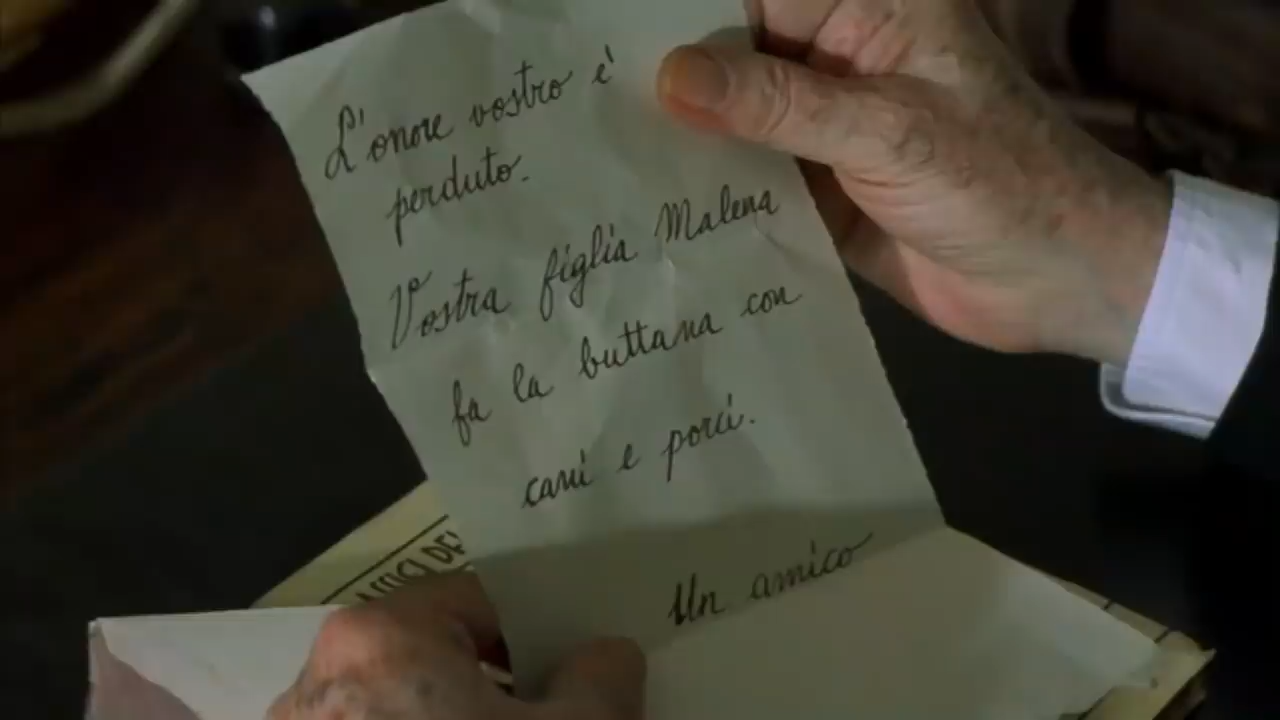 L'onore vostro è
perduto.
Vostra figlia Malena
fa la buttana con
cani e porci.
Un amico